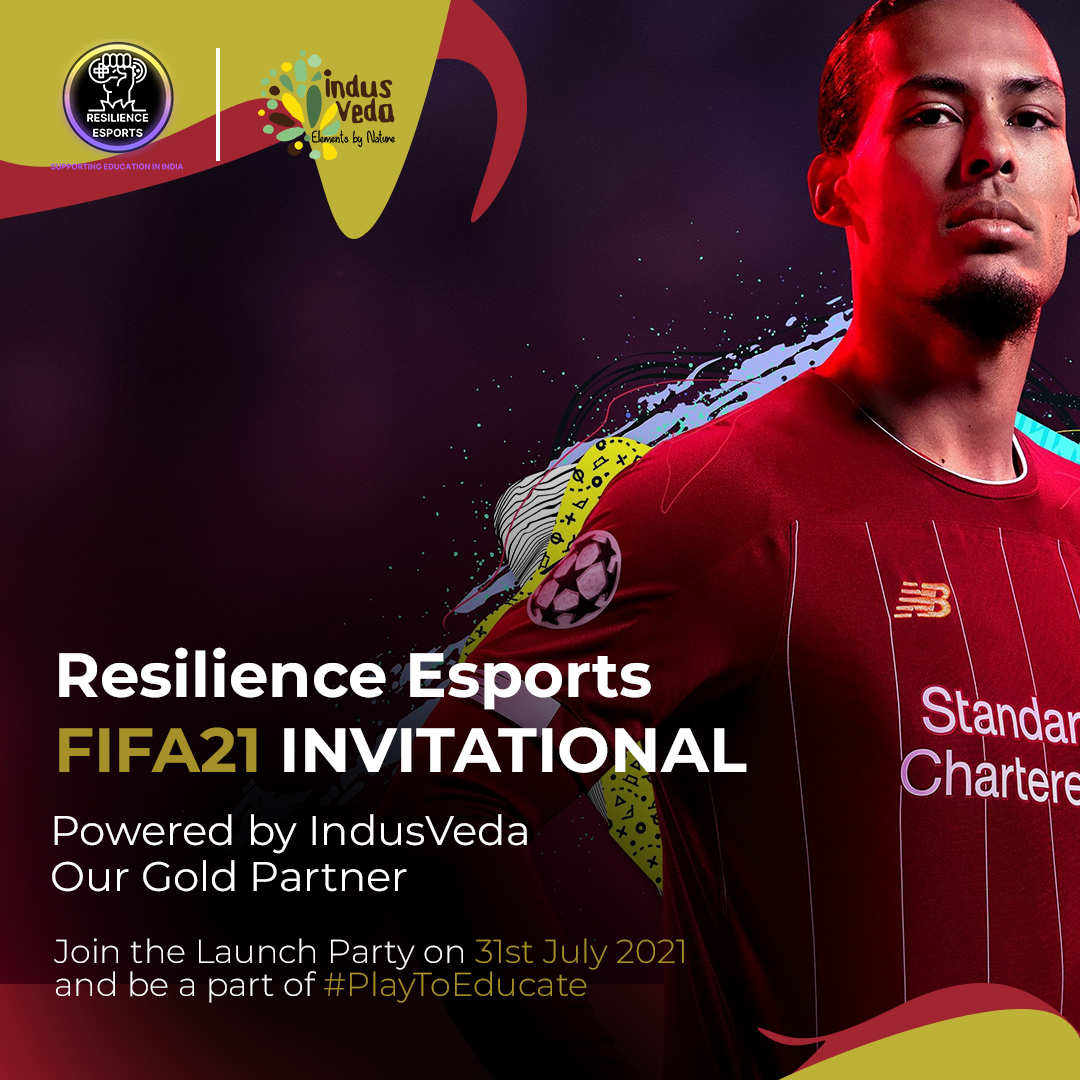 RESILIENCE
ESPORTS
SUPPORTING EDUCATION IN INDIA
indus
veda
Elements by Nature
NB
Standar
Chartere
Resilience Esports
FIFA21 INVITATIONAL
Powered by IndusVeda
Our Gold Partner
Join the Launch Party on 31st July 2021
and be a part of #PlayToEducate